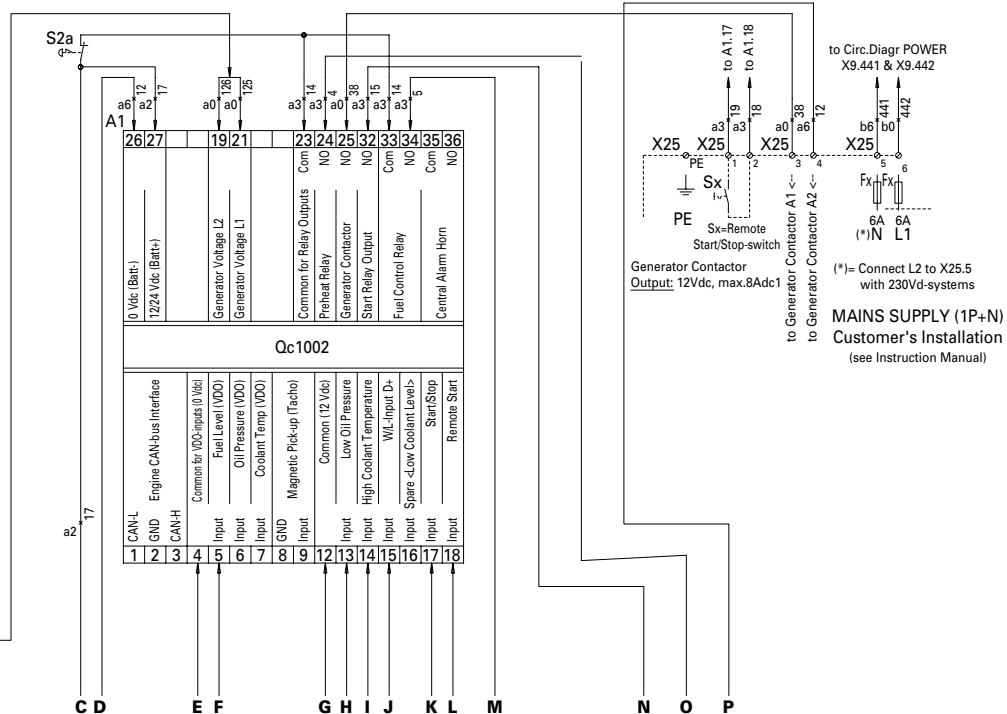 S2a
12
17
a6
a2
A1
126
125
a0
a0
14
4
38
15
14
5
a3
a3
a0
a3
a3
a3
26 27 19 21 23 24 25 32 33 34 35 36
Com
NO
NO
NO
Com
NO
Com
NO
0 Vdc (Batt-)
12/24 Vdc (Batt+)
Generator Voltage L2
Generator Voltage L1
Common for Relay Outputs
Preheat Relay
Generator Contactor
Start Relay Output
Fuel Control Relay
Central Alarm Horn
Qc1002
Engine CAN-bus Interface
Common for VDO-inputs (0 Vdc)
Fuel Level (VDO)
Oil Pressure (VDO)
Coolant Temp (VDO)
Magnetic Pick-up (Tacho)
Common (12 Vdc)
Low Oil Pressure
High Coolant Temperature
W/L-Input D+
Spare <Low Coolant Level>
Start/Stop
Remote Start
CAN-L
GND
CAN-H
Input
Input
Input
GND
Input
Input
Input
Input
Input
Input
Input
1 2 3 4 5 6 7 8 9 12 13 14 15 16 17 18
a2
17
C D E F G H I J K L M N O P
to A1.17
to A1.18
to Circ.Diagr POWER
X9.441 & X9.442
19
18
38
12
441
442
a3
a3
a0
a6
b6
b0
X25 X25 X25 X25
PE
1
2
3
4
5
6
PE
Sx
Sx=Remote
Start/Stop-switch
Generator Contactor
Output: 12Vdc, max.8Adc1
to Generator Contactor A1 <--
to Generator Contactor A2 <--
Fx
Fx
6A 6A
(*)N L1
(*)= Connect L2 to X25.5
with 230Vd-systems
MAINS SUPPLY (1P+N)
Customer's Installation
(see Instruction Manual)